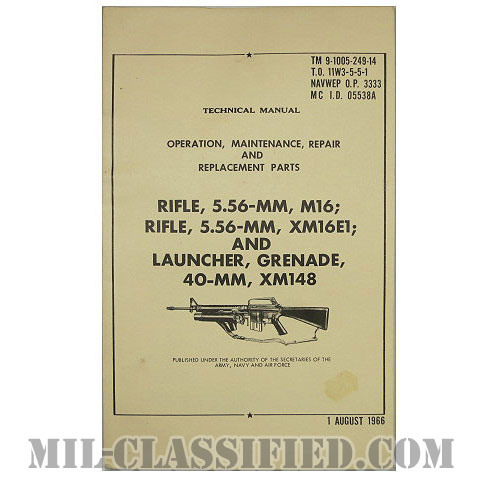 TM 9-1005-249-14
T.O. 11W3-5-5-1
NAVWEP O.P. 3333
MC I.D. 05538A
TECHNICAL MANUAL
OPERATION, MAINTENANCE, REPAIR
AND
REPLACEMENT PARTS
RIFLE, 5.56-MM, M16;
RIFLE, 5.56-MM, XM16E1;
AND
LAUNCHER, GRENADE,
40-MM, XM148
PUBLISHED UNDER THE AUTHORITY OF THE SECRETARIES OF THE
ARMY, NAVY AND AIR FORCE
1 AUGUST 1966
MIL-CLASSIFIED.COM